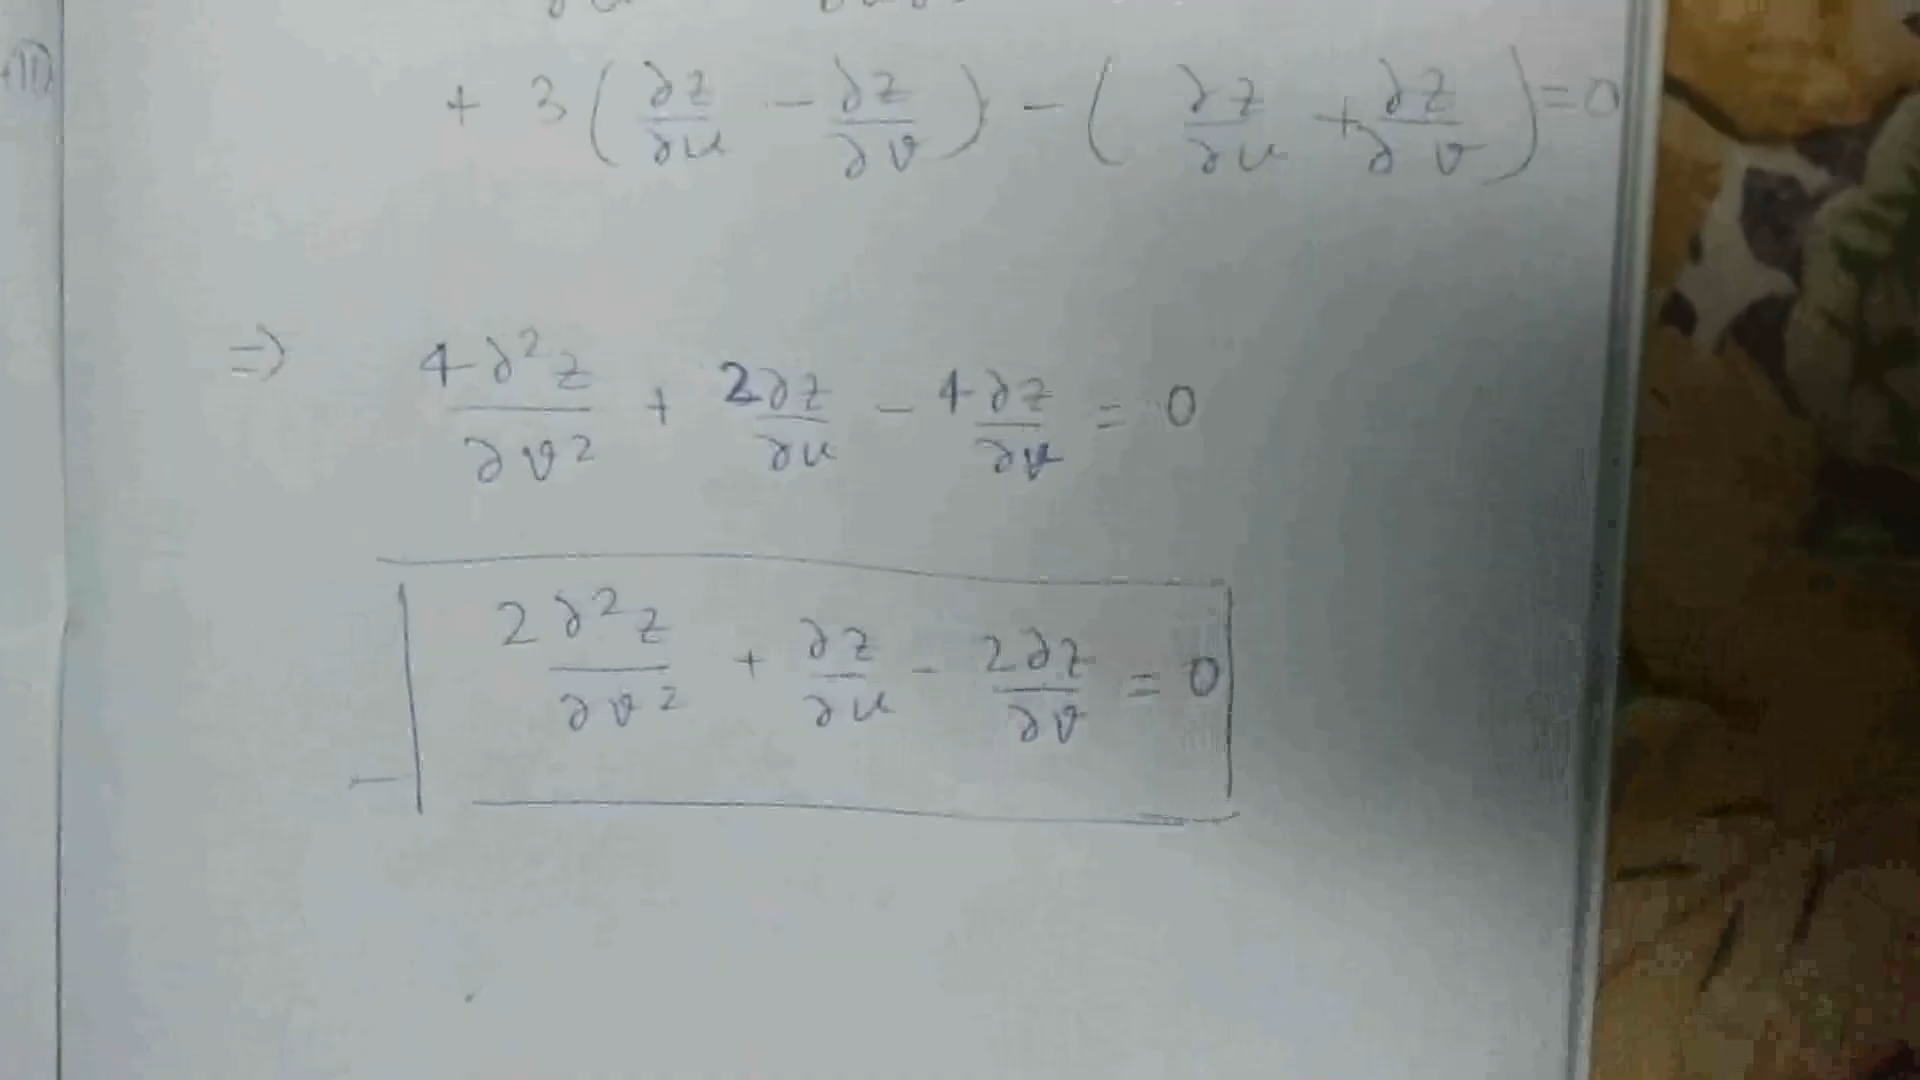 + 3 ( ∂z/∂u − ∂z/∂v ) − ( ∂z/∂u + ∂z/∂v ) = 0
⇒ 4∂²z/∂v² + 2∂z/∂u − 4∂z/∂v = 0
2∂²z/∂v² + ∂z/∂u − 2∂z/∂v = 0